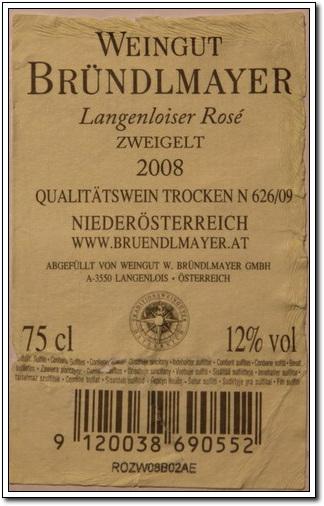 WEINGUT
BRÜNDLMAYER
Langenloiser Rosé
ZWEIGELT
2008
QUALITÄTSWEIN TROCKEN N 626/09
NIEDERÖSTERREICH
WWW.BRUENDLMAYER.AT
ABGEFÜLLT VON WEINGUT W. BRÜNDLMAYER GMBH
A-3550 LANGENLOIS • ÖSTERREICH
75 cl 12% vol
9 120038 690552
ROZW08B02AE